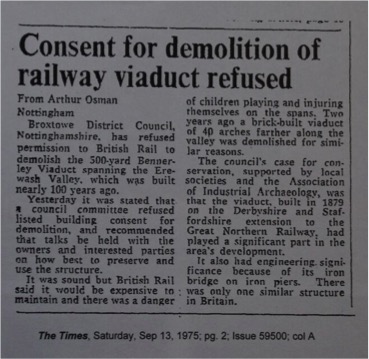 Consent for demolition of
railway viaduct refused
From Arthur Osman
Nottingham
Broxtowe District Council,
Nottinghamshire, has refused
permission to British Rail to
demolish the 500-yard Benner-
ley Viaduct spanning the Ere-
wash Valley, which was built
nearly 100 years ago.
Yesterday it was stated that
a council committee refused
listed building consent for
demolition, and recommended
that talks be held with the
owners and interested parties
on how best to preserve and
use the structure.
It was sound but British Rail
said it would be expensive to
maintain and there was a danger
of children playing and injuring
themselves on the spans. Two
years ago a brick-built viaduct
of 40 arches farther along the
valley was demolished for simi-
lar reasons.
The council's case for con-
servation, supported by local
societies and the Association
of Industrial Archaeology, was
that the viaduct, built in 1879
on the Derbyshire and Staf-
fordshire extension to the
Great Northern Railway, had
played a significant part in the
area's development.
It also had engineering signi-
ficance because of its iron
bridge on iron piers. There
was only one similar structure
in Britain.
The Times, Saturday, Sep 13, 1975; pg. 2; Issue 59500; col A